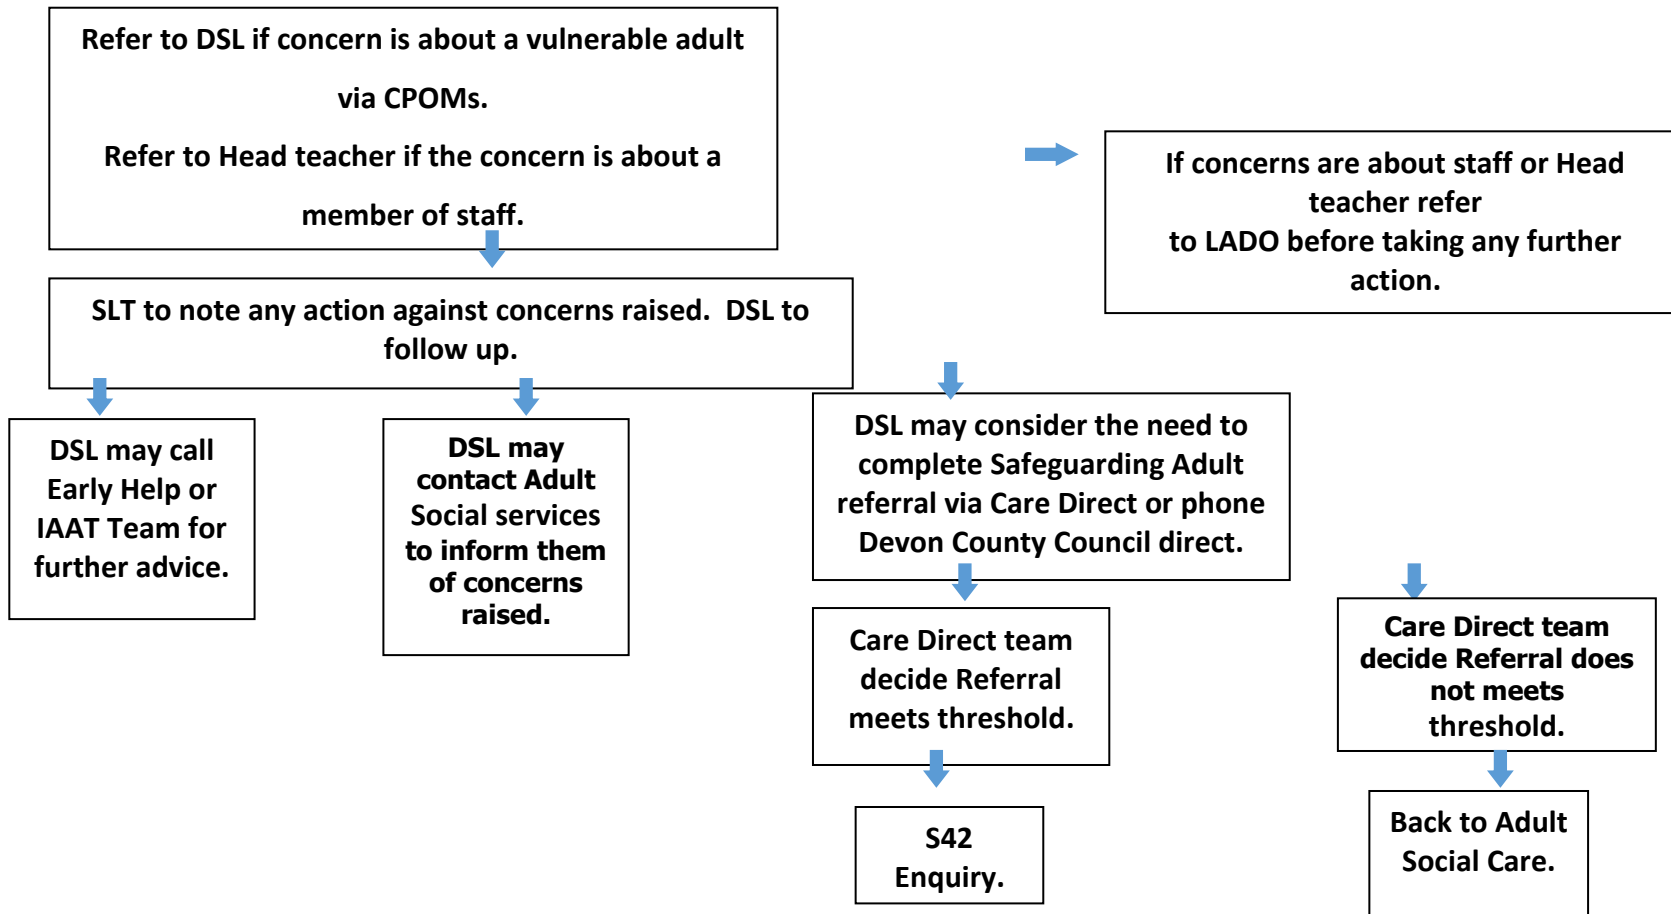 Refer to DSL if concern is about a vulnerable adult
via CPOMs.
Refer to Head teacher if the concern is about a
member of staff.
If concerns are about staff or Head
teacher refer
to LADO before taking any further
action.
SLT to note any action against concerns raised.  DSL to
follow up.
DSL may call
Early Help or
IAAT Team for
further advice.
DSL may
contact Adult
Social services
to inform them
of concerns
raised.
DSL may consider the need to
complete Safeguarding Adult
referral via Care Direct or phone
Devon County Council direct.
Care Direct team
decide Referral
meets threshold.
Care Direct team
decide Referral does
not meets
threshold.
S42
Enquiry.
Back to Adult
Social Care.